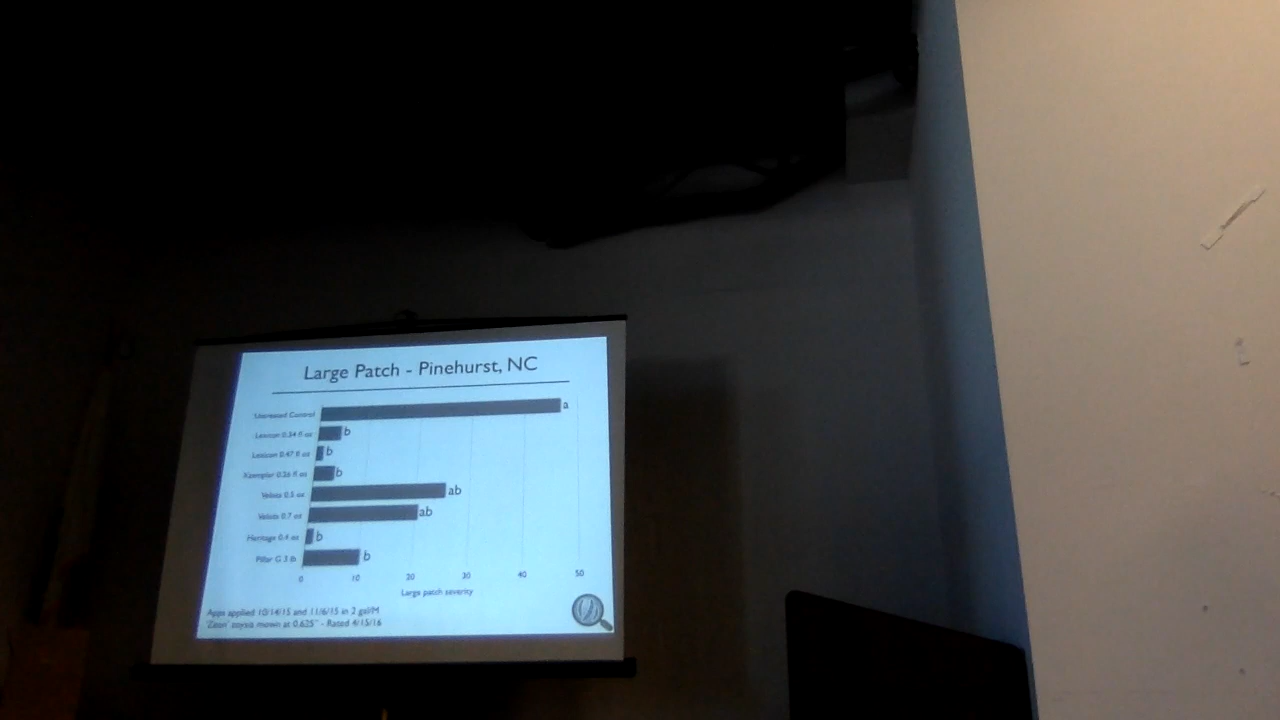 Large Patch - Pinehurst, NC
Untreated Control a
Lexicon 0.34 fl oz b
Lexicon 0.47 fl oz b
Xzemplar 0.26 fl oz b
Velista 0.5 oz ab
Velista 0.7 oz ab
Heritage 0.4 oz b
Pillar G 3 lb b
0 10 20 30 40 50
Large patch severity
Apps applied 10/14/15 and 11/6/15 in 2 gal/M
'Zeon' zoysia mown at 0.625" - Rated 4/15/16